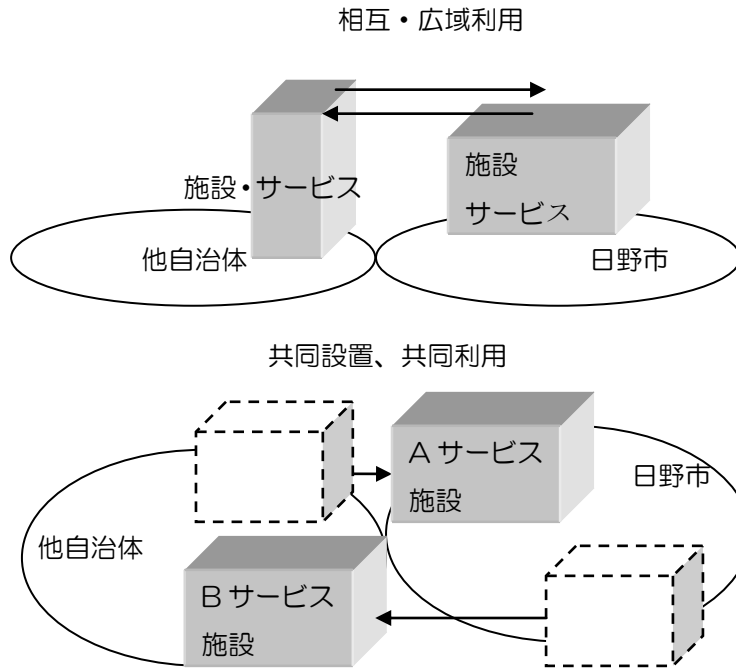 相互・広域利用
施設・サービス
施設
サービス
他自治体
日野市
共同設置、共同利用
Aサービス
施設
日野市
他自治体
Bサービス
施設